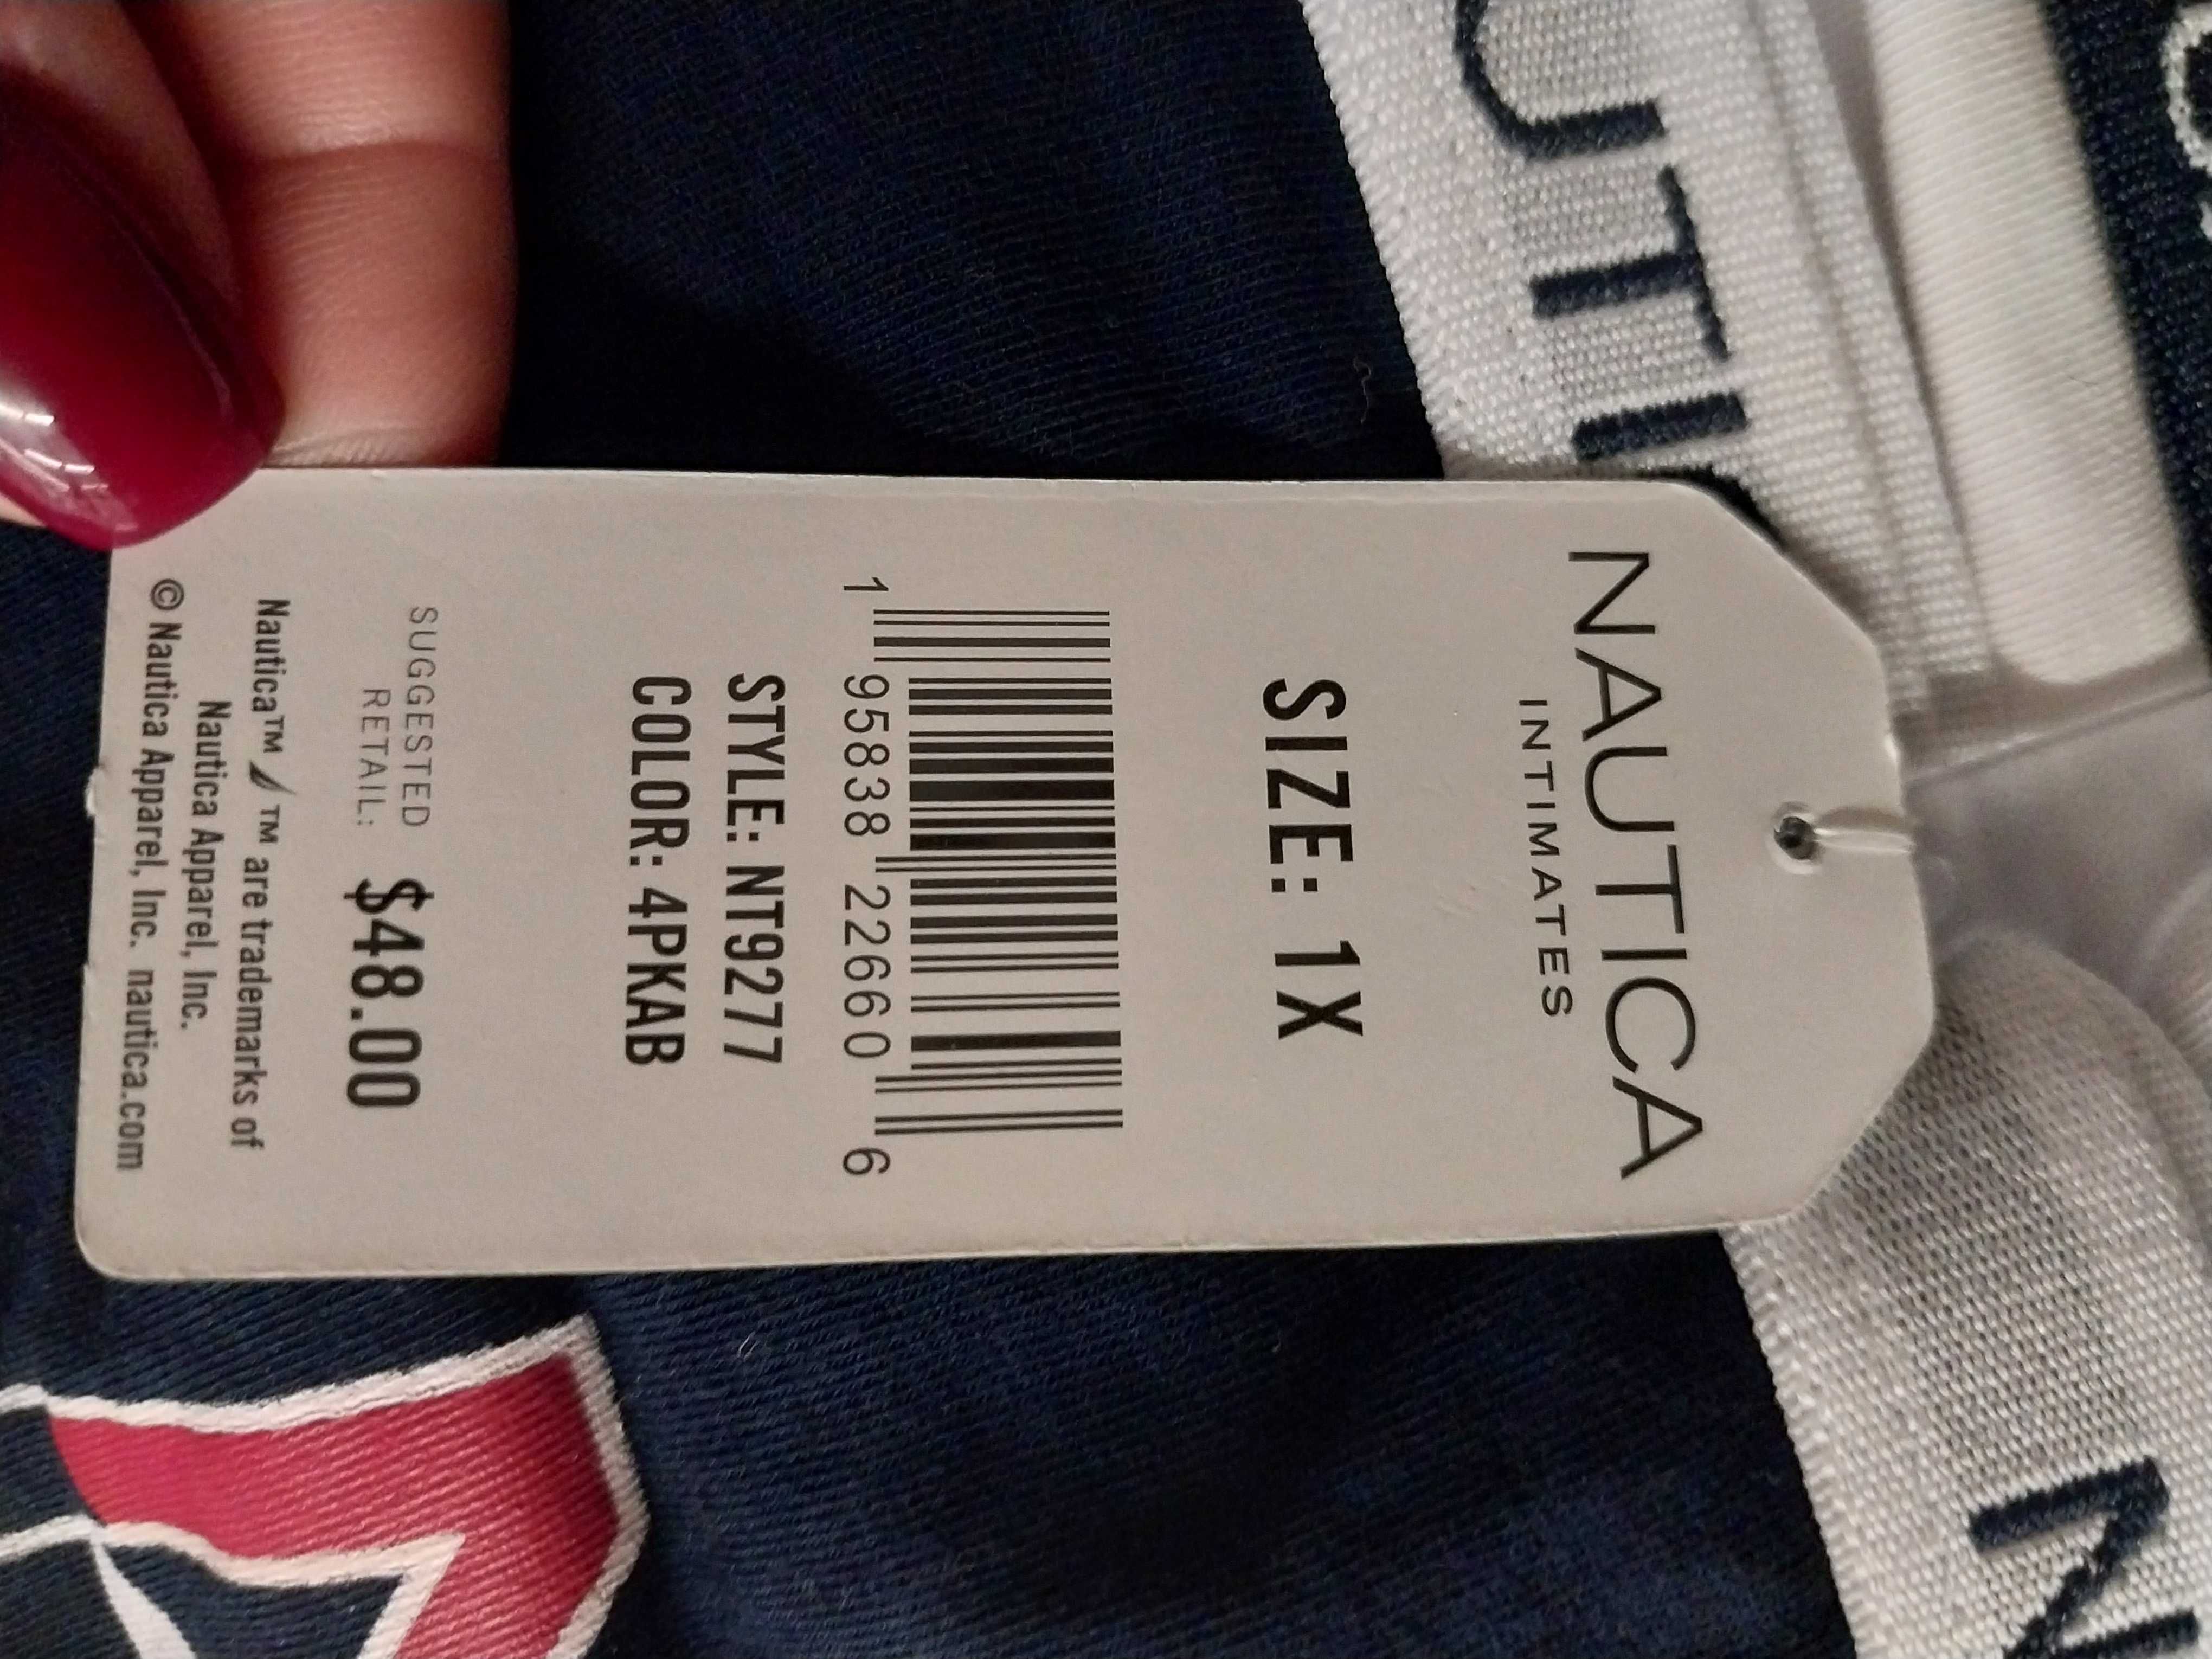 NAUTICA
INTIMATES
SIZE: 1X
1 95838 22660 6
STYLE: NT9277
COLOR: 4PKAB
SUGGESTED
RETAIL: $48.00
Nautica™ ™ are trademarks of
Nautica Apparel, Inc.
© Nautica Apparel, Inc. nautica.com
UTI
N